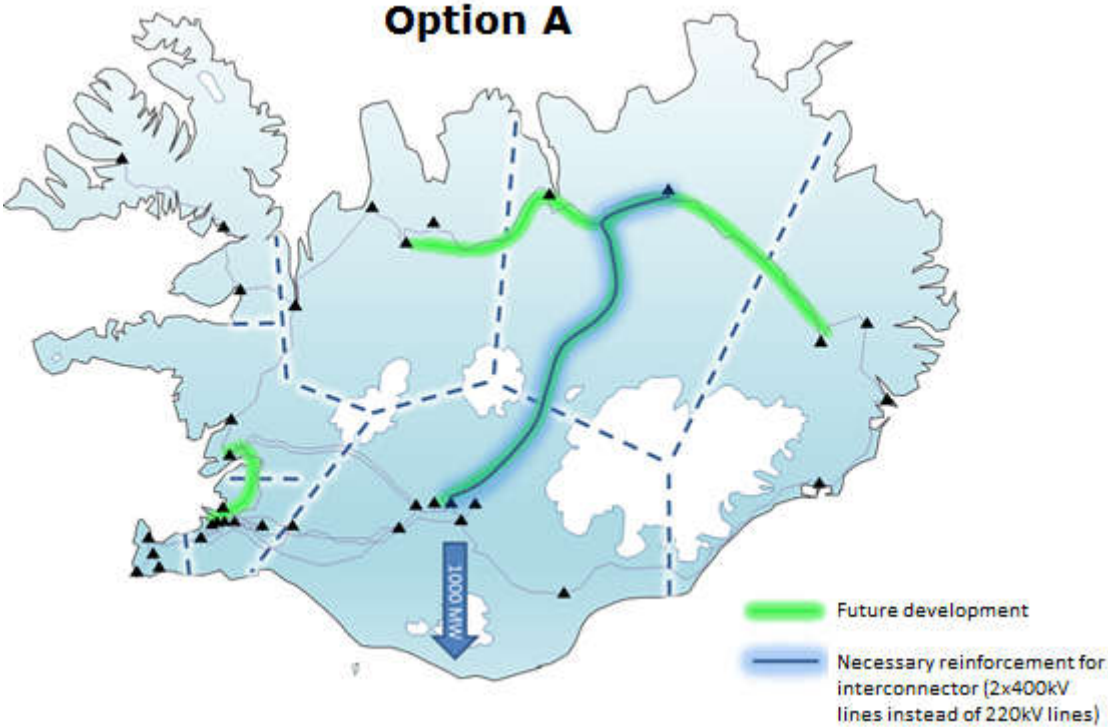 Option A
1000 MW
Future development
Necessary reinforcement for
interconnector (2x400kV
lines instead of 220kV lines)